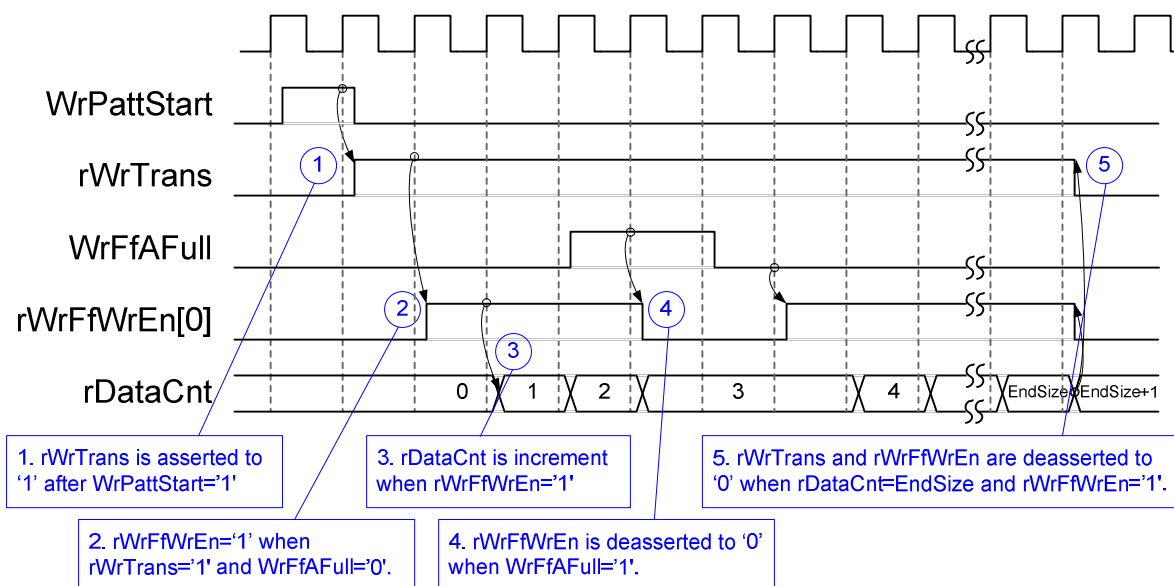 WrPattStart
rWrTrans
1
5
WrFfAFull
rWrFfWrEn[0]
2
4
3
rDataCnt
0
1
2
3
4
EndSize
EndSize+1
1. rWrTrans is asserted to
‘1’ after WrPattStart=’1'
3. rDataCnt is increment
when rWrFfWrEn=’1'
5. rWrTrans and rWrFfWrEn are deasserted to
‘0’ when rDataCnt=EndSize and rWrFfWrEn=’1'.
2. rWrFfWrEn=‘1’ when
rWrTrans=’1' and WrFfAFull=’0'.
4. rWrFfWrEn is deasserted to ‘0’
when WrFfAFull=’1'.